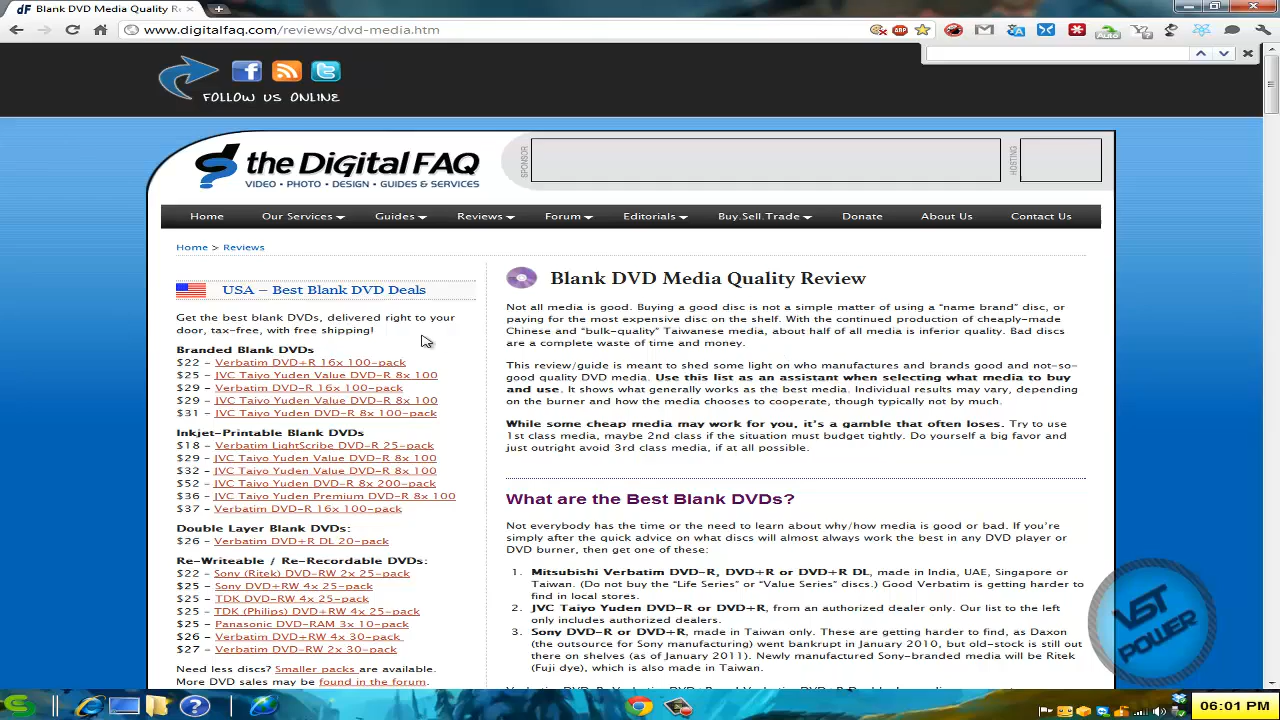 Blank DVD Media Quality R
www.digitalfaq.com/reviews/dvd-media.htm
FOLLOW US ONLINE
the Digital FAQ
VIDEO · PHOTO · DESIGN · GUIDES & SERVICES
SPONSOR
HOSTING
Home Our Services Guides Reviews Forum Editorials Buy.Sell.Trade Donate About Us Contact Us
Home > Reviews
USA – Best Blank DVD Deals
Get the best blank DVDs, delivered right to your
door, tax-free, with free shipping!
Branded Blank DVDs
$22 – Verbatim DVD+R 16x 100-pack
$25 – JVC Taiyo Yuden Value DVD-R 8x 100
$29 – Verbatim DVD-R 16x 100-pack
$29 – JVC Taiyo Yuden Value DVD-R 8x 100
$31 – JVC Taiyo Yuden DVD-R 8x 100-pack
Inkjet-Printable Blank DVDs
$18 – Verbatim LightScribe DVD-R 25-pack
$29 – JVC Taiyo Yuden Value DVD-R 8x 100
$32 – JVC Taiyo Yuden Value DVD-R 8x 100
$52 – JVC Taiyo Yuden DVD-R 8x 200-pack
$36 – JVC Taiyo Yuden Premium DVD-R 8x 100
$37 – Verbatim DVD-R 16x 100-pack
Double Layer Blank DVDs:
$26 – Verbatim DVD+R DL 20-pack
Re-Writeable / Re-Recordable DVDs:
$22 – Sony (Ritek) DVD-RW 2x 25-pack
$25 – Sony DVD+RW 4x 25-pack
$25 – TDK DVD-RW 4x 25-pack
$25 – TDK (Philips) DVD+RW 4x 25-pack
$25 – Panasonic DVD-RAM 3x 10-pack
$26 – Verbatim DVD+RW 4x 30-pack
$27 – Verbatim DVD-RW 2x 30-pack
Need less discs? Smaller packs are available.
More DVD sales may be found in the forum.
Blank DVD Media Quality Review
Not all media is good. Buying a good disc is not a simple matter of using a “name brand” disc, or
paying for the most expensive disc on the shelf. With the continued production of cheaply-made
Chinese and “bulk-quality” Taiwanese media, about half of all media is inferior quality. Bad discs
are a complete waste of time and money.
This review/guide is meant to shed some light on who manufactures and brands good and not-so-
good quality DVD media. Use this list as an assistant when selecting what media to buy
and use. It shows what generally works as the best media. Individual results may vary, depending
on the burner and how the media chooses to cooperate, though typically not by much.
While some cheap media may work for you, it’s a gamble that often loses. Try to use
1st class media, maybe 2nd class if the situation must budget tightly. Do yourself a big favor and
just outright avoid 3rd class media, if at all possible.
What are the Best Blank DVDs?
Not everybody has the time or the need to learn about why/how media is good or bad. If you’re
simply after the quick advice on what discs will almost always work the best in any DVD player or
DVD burner, then get one of these:
1. Mitsubishi Verbatim DVD-R, DVD+R or DVD+R DL, made in India, UAE, Singapore or
Taiwan. (Do not buy the “Life Series” or “Value Series” discs.) Good Verbatim is getting harder to
find in local stores.
2. JVC Taiyo Yuden DVD-R or DVD+R, from an authorized dealer only. Our list to the left
only includes authorized dealers.
3. Sony DVD-R or DVD+R, made in Taiwan only. These are getting harder to find, as Daxon
(the outsource for Sony manufacturing) went bankrupt in January 2010, but old-stock is still out
there on shelves (as of January 2011). Newly manufactured Sony-branded media will be Ritek
(Fuji dye), which is also made in Taiwan.
VST
POWER
06:01 PM